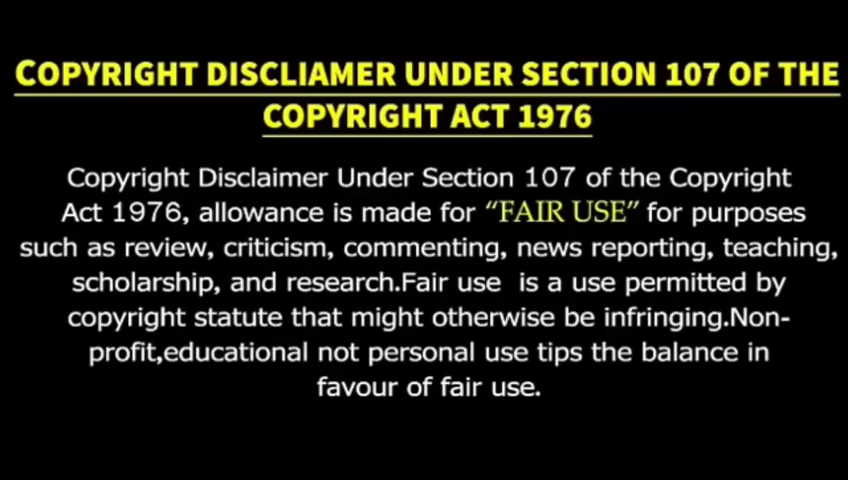 COPYRIGHT DISCLIAMER UNDER SECTION 107 OF THE
COPYRIGHT ACT 1976
Copyright Disclaimer Under Section 107 of the Copyright
Act 1976, allowance is made for “FAIR USE” for purposes
such as review, criticism, commenting, news reporting, teaching,
scholarship, and research.Fair use is a use permitted by
copyright statute that might otherwise be infringing.Non-
profit,educational not personal use tips the balance in
favour of fair use.